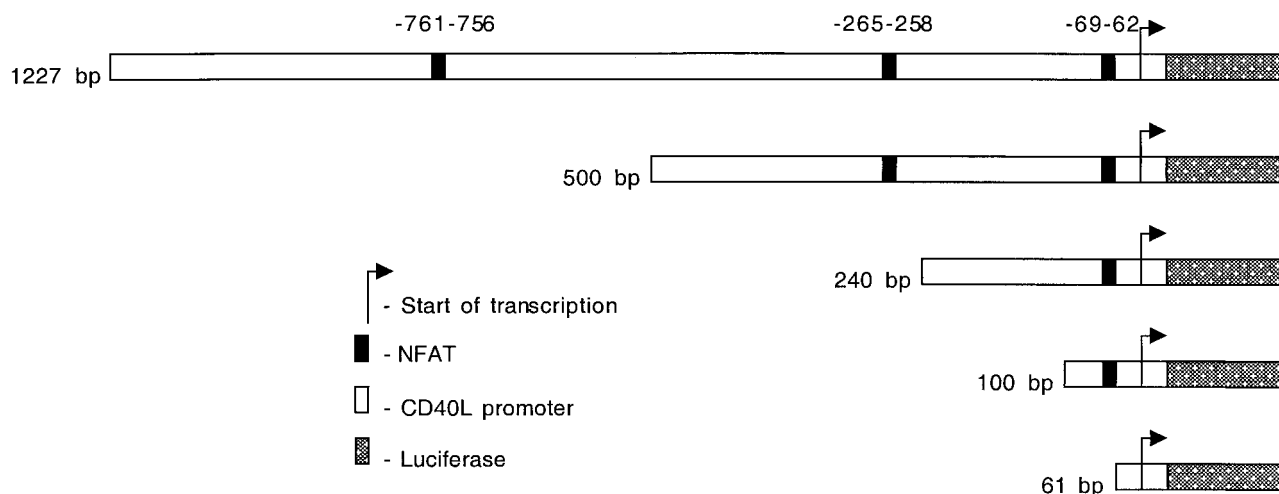 -761-756
-265-258
-69-62
1227 bp
500 bp
240 bp
- Start of transcription
- NFAT
100 bp
- CD40L promoter
- Luciferase
61 bp